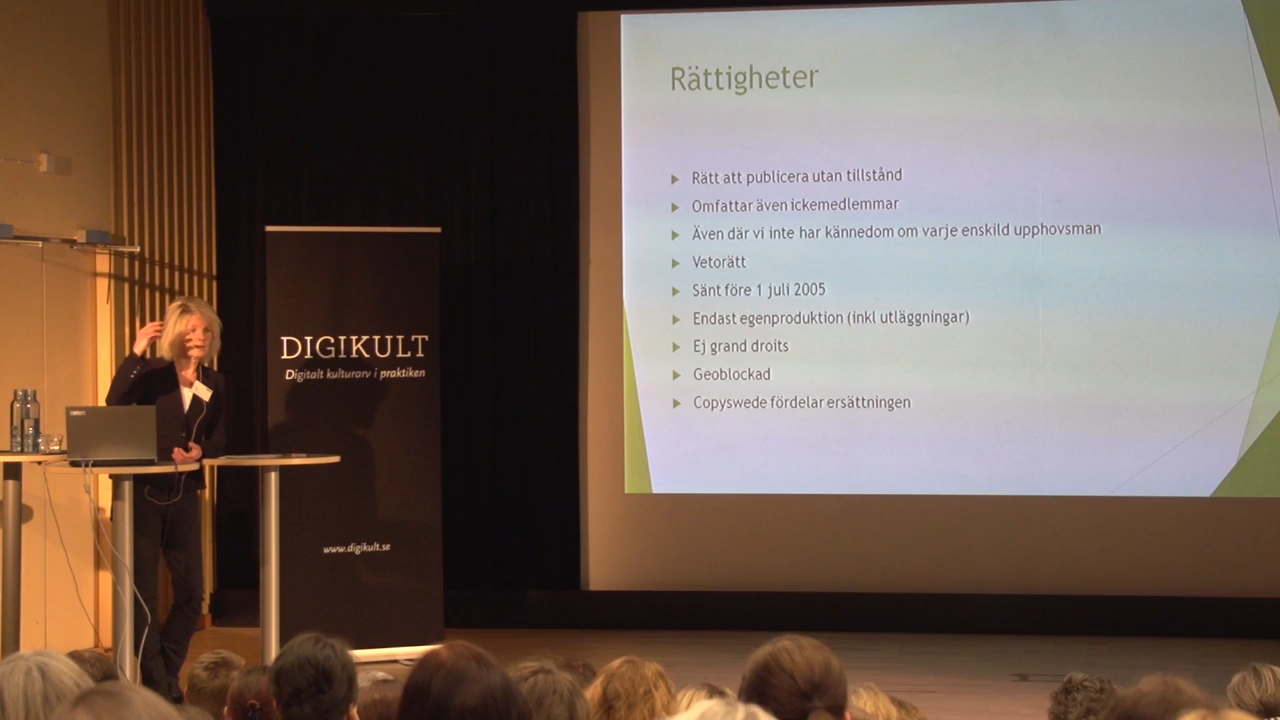 Rättigheter
Rätt att publicera utan tillstånd
Omfattar även ickemedlemmar
Även där vi inte har kännedom om varje enskild upphovsman
Vetorätt
Sänt före 1 juli 2005
Endast egenproduktion (inkl utläggningar)
Ej grand droits
Geoblockad
Copyswede fördelar ersättningen
DIGIKULT
Digitalt kulturarv i praktiken
www.digikult.se